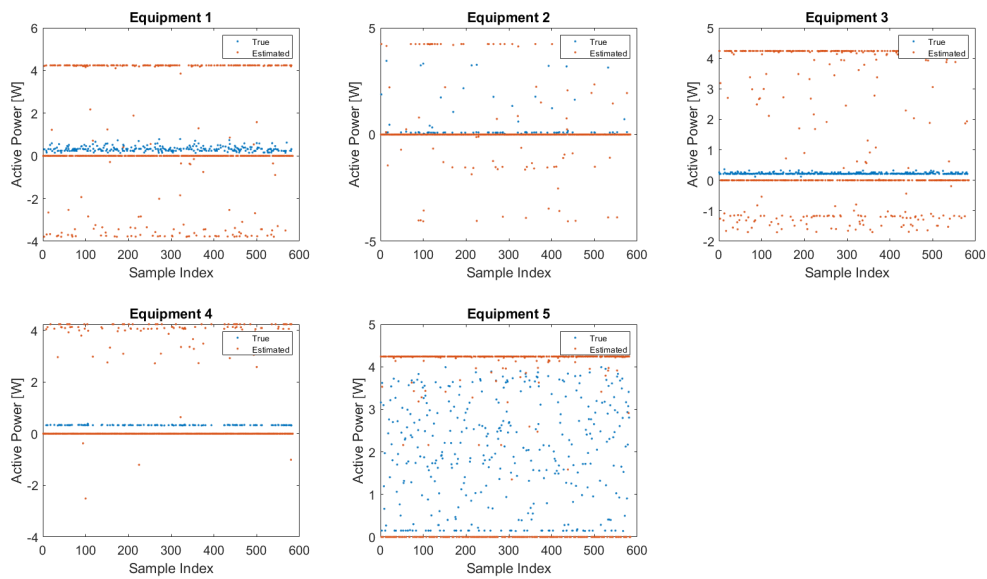 Equipment 1
Active Power [W]
6
4
2
0
-2
-4
0 100 200 300 400 500 600
Sample Index
True
Estimated
Equipment 2
Active Power [W]
5
0
-5
0 100 200 300 400 500 600
Sample Index
True
Estimated
Equipment 3
Active Power [W]
5
4
3
2
1
0
-1
-2
0 100 200 300 400 500 600
Sample Index
True
Estimated
Equipment 4
Active Power [W]
4
2
0
-2
-4
0 100 200 300 400 500 600
Sample Index
True
Estimated
Equipment 5
Active Power [W]
5
4
3
2
1
0
0 100 200 300 400 500 600
Sample Index
True
Estimated